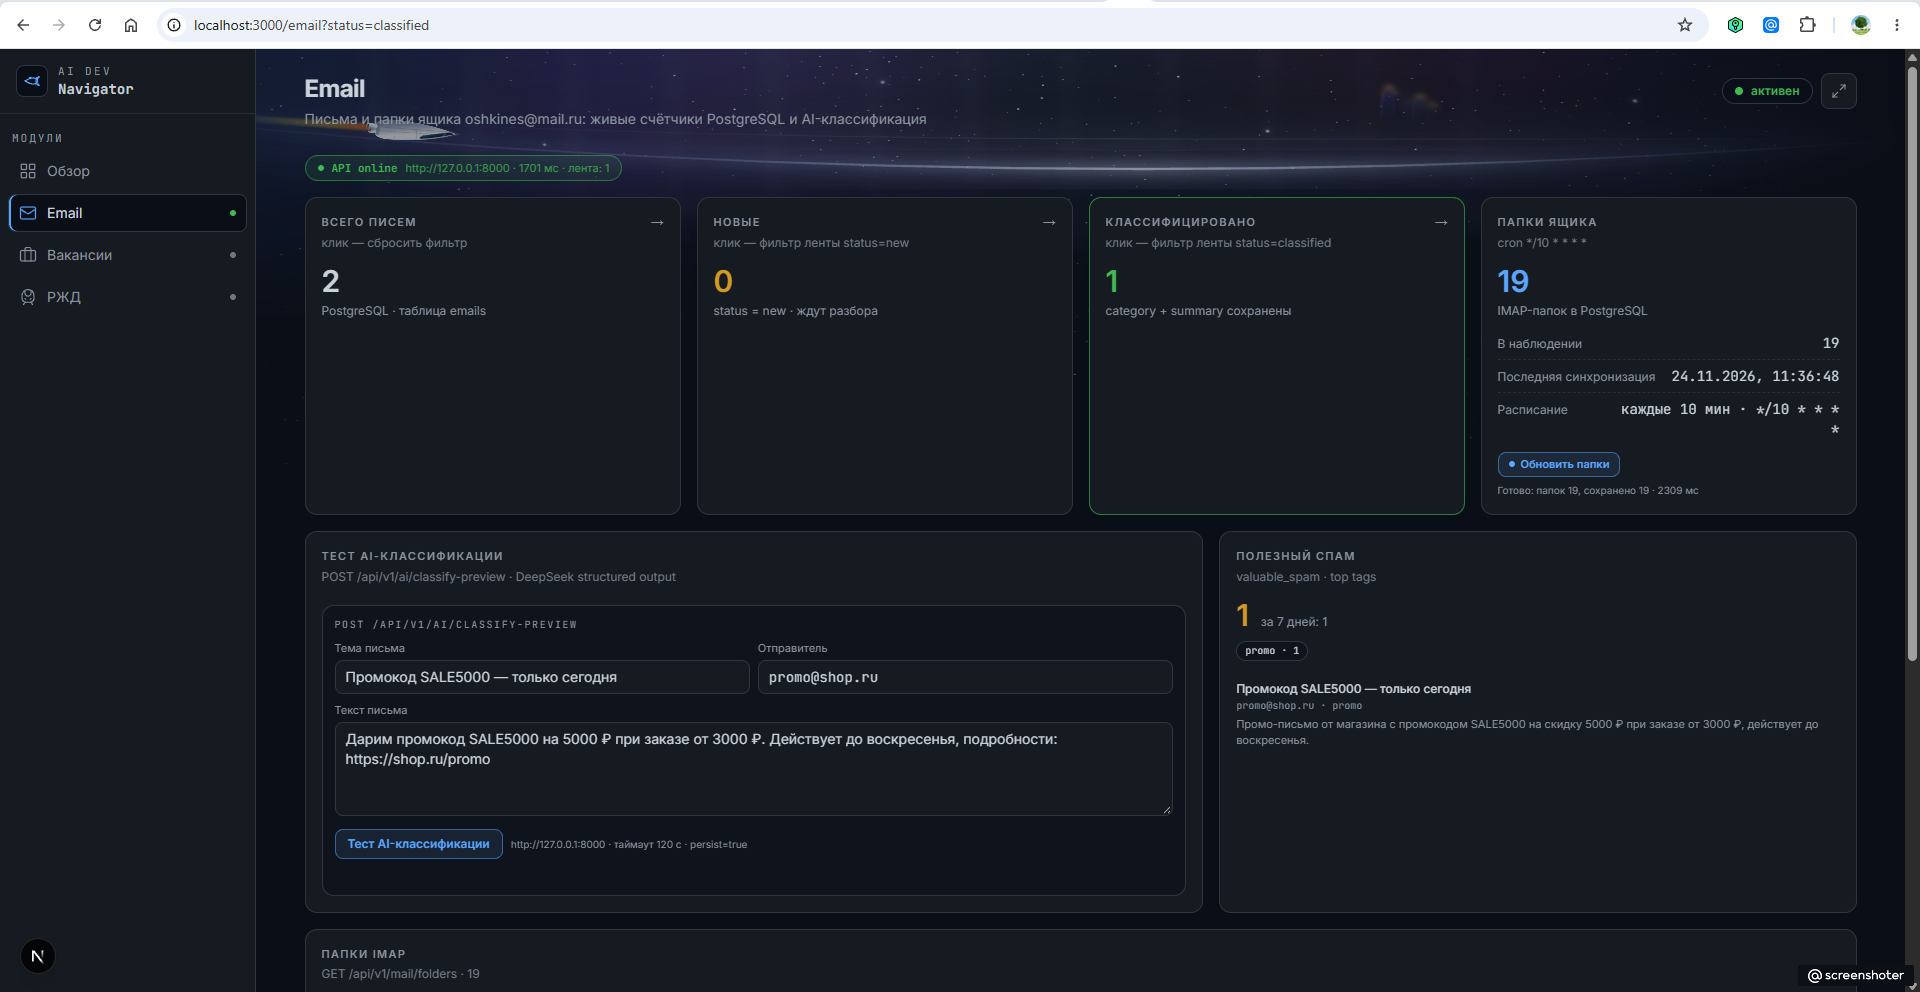 localhost:3000/email?status=classified
AI DEV
Navigator
МОДУЛИ
Обзор
Email
Вакансии
РЖД
N
Email
Письма и папки ящика oshkines@mail.ru: живые счётчики PostgreSQL и AI-классификация
активен
API online http://127.0.0.1:8000 · 1701 мс · лента: 1
ВСЕГО ПИСЕМ →
клик — сбросить фильтр
2
PostgreSQL · таблица emails
НОВЫЕ →
клик — фильтр ленты status=new
0
status = new · ждут разбора
КЛАССИФИЦИРОВАНО →
клик — фильтр ленты status=classified
1
category + summary сохранены
ПАПКИ ЯЩИКА
cron */10 * * * *
19
IMAP-папок в PostgreSQL
В наблюдении 19
Последняя синхронизация 24.11.2026, 11:36:48
Расписание каждые 10 мин · */10 * * *
*
Обновить папки
Готово: папок 19, сохранено 19 · 2309 мс
ТЕСТ AI-КЛАССИФИКАЦИИ
POST /api/v1/ai/classify-preview · DeepSeek structured output
POST /API/V1/AI/CLASSIFY-PREVIEW
Тема письма
Промокод SALE5000 — только сегодня
Отправитель
promo@shop.ru
Текст письма
Дарим промокод SALE5000 на 5000 ₽ при заказе от 3000 ₽. Действует до воскресенья, подробности:
https://shop.ru/promo
Тест AI-классификации http://127.0.0.1:8000 · таймаут 120 с · persist=true
ПОЛЕЗНЫЙ СПАМ
valuable_spam · top tags
1 за 7 дней: 1
promo · 1
Промокод SALE5000 — только сегодня
promo@shop.ru · promo
Промо-письмо от магазина с промокодом SALE5000 на скидку 5000 ₽ при заказе от 3000 ₽, действует до
воскресенья.
ПАПКИ IMAP
GET /api/v1/mail/folders · 19
@screenshoter